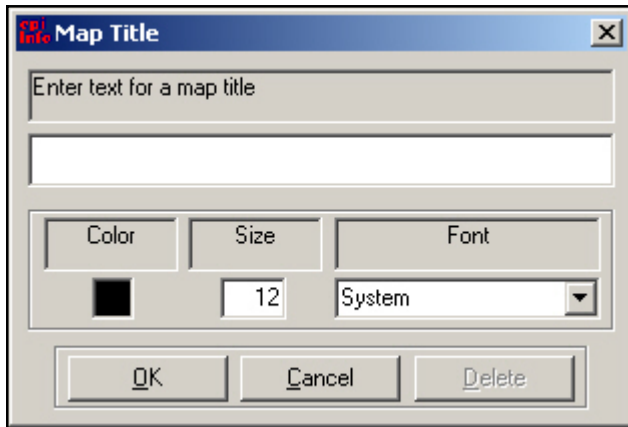 epi
info Map Title
Enter text for a map title
Color Size Font
12 System
OK Cancel Delete